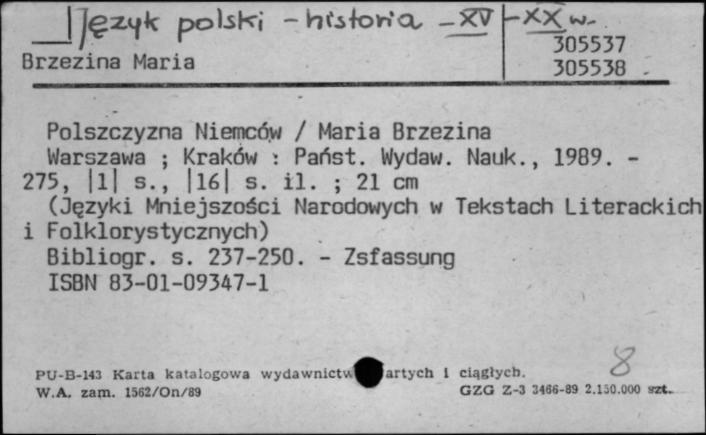 Język polski - historia - XV - XX w.
305537
Brzezina Maria
305538
Polszczyzna Niemców / Maria Brzezina
Warszawa ; Kraków : Państ. Wydaw. Nauk., 1989. -
275, |1| s., |16| s. il. ; 21 cm
(Języki Mniejszości Narodowych w Tekstach Literackich
i Folklorystycznych)
Bibliogr. s. 237-250. - Zsfassung
ISBN 83-01-09347-1
8
PU-B-143 Karta katalogowa wydawnictw artych i ciągłych.
W.A. zam. 1562/On/89 GZG Z-3 3466-89 2.150.000 szt.